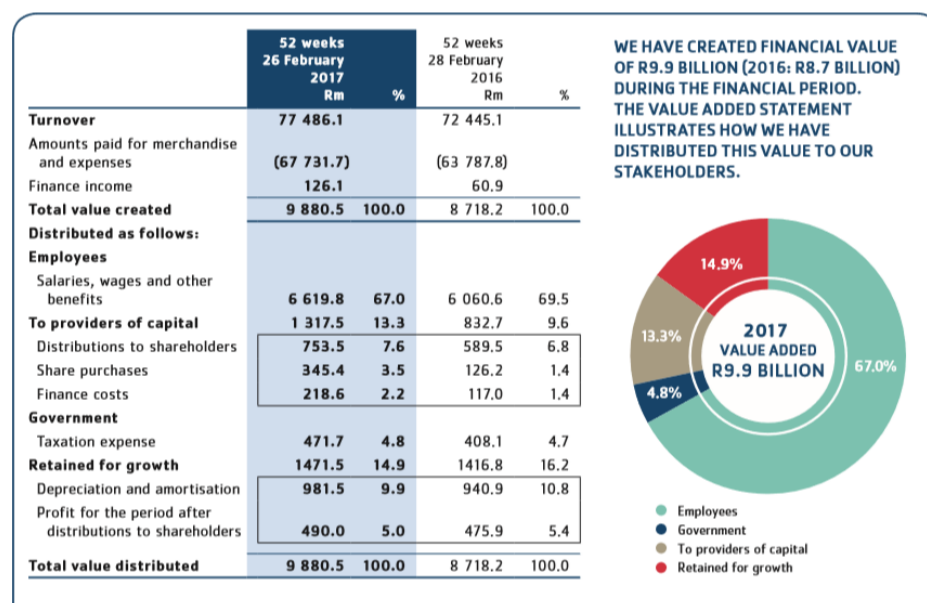 52 weeks 52 weeks
26 February 28 February
2017 2016
Rm % Rm %
Turnover 77 486.1 72 445.1
Amounts paid for merchandise
and expenses (67 731.7) (63 787.8)
Finance income 126.1 60.9
Total value created 9 880.5 100.0 8 718.2 100.0
Distributed as follows:
Employees
Salaries, wages and other
benefits 6 619.8 67.0 6 060.6 69.5
To providers of capital 1 317.5 13.3 832.7 9.6
Distributions to shareholders 753.5 7.6 589.5 6.8
Share purchases 345.4 3.5 126.2 1.4
Finance costs 218.6 2.2 117.0 1.4
Government
Taxation expense 471.7 4.8 408.1 4.7
Retained for growth 1471.5 14.9 1416.8 16.2
Depreciation and amortisation 981.5 9.9 940.9 10.8
Profit for the period after
distributions to shareholders 490.0 5.0 475.9 5.4
Total value distributed 9 880.5 100.0 8 718.2 100.0
WE HAVE CREATED FINANCIAL VALUE
OF R9.9 BILLION (2016: R8.7 BILLION)
DURING THE FINANCIAL PERIOD.
THE VALUE ADDED STATEMENT
ILLUSTRATES HOW WE HAVE
DISTRIBUTED THIS VALUE TO OUR
STAKEHOLDERS.
14.9%
13.3%
4.8%
67.0%
2017
VALUE ADDED
R9.9 BILLION
Employees
Government
To providers of capital
Retained for growth